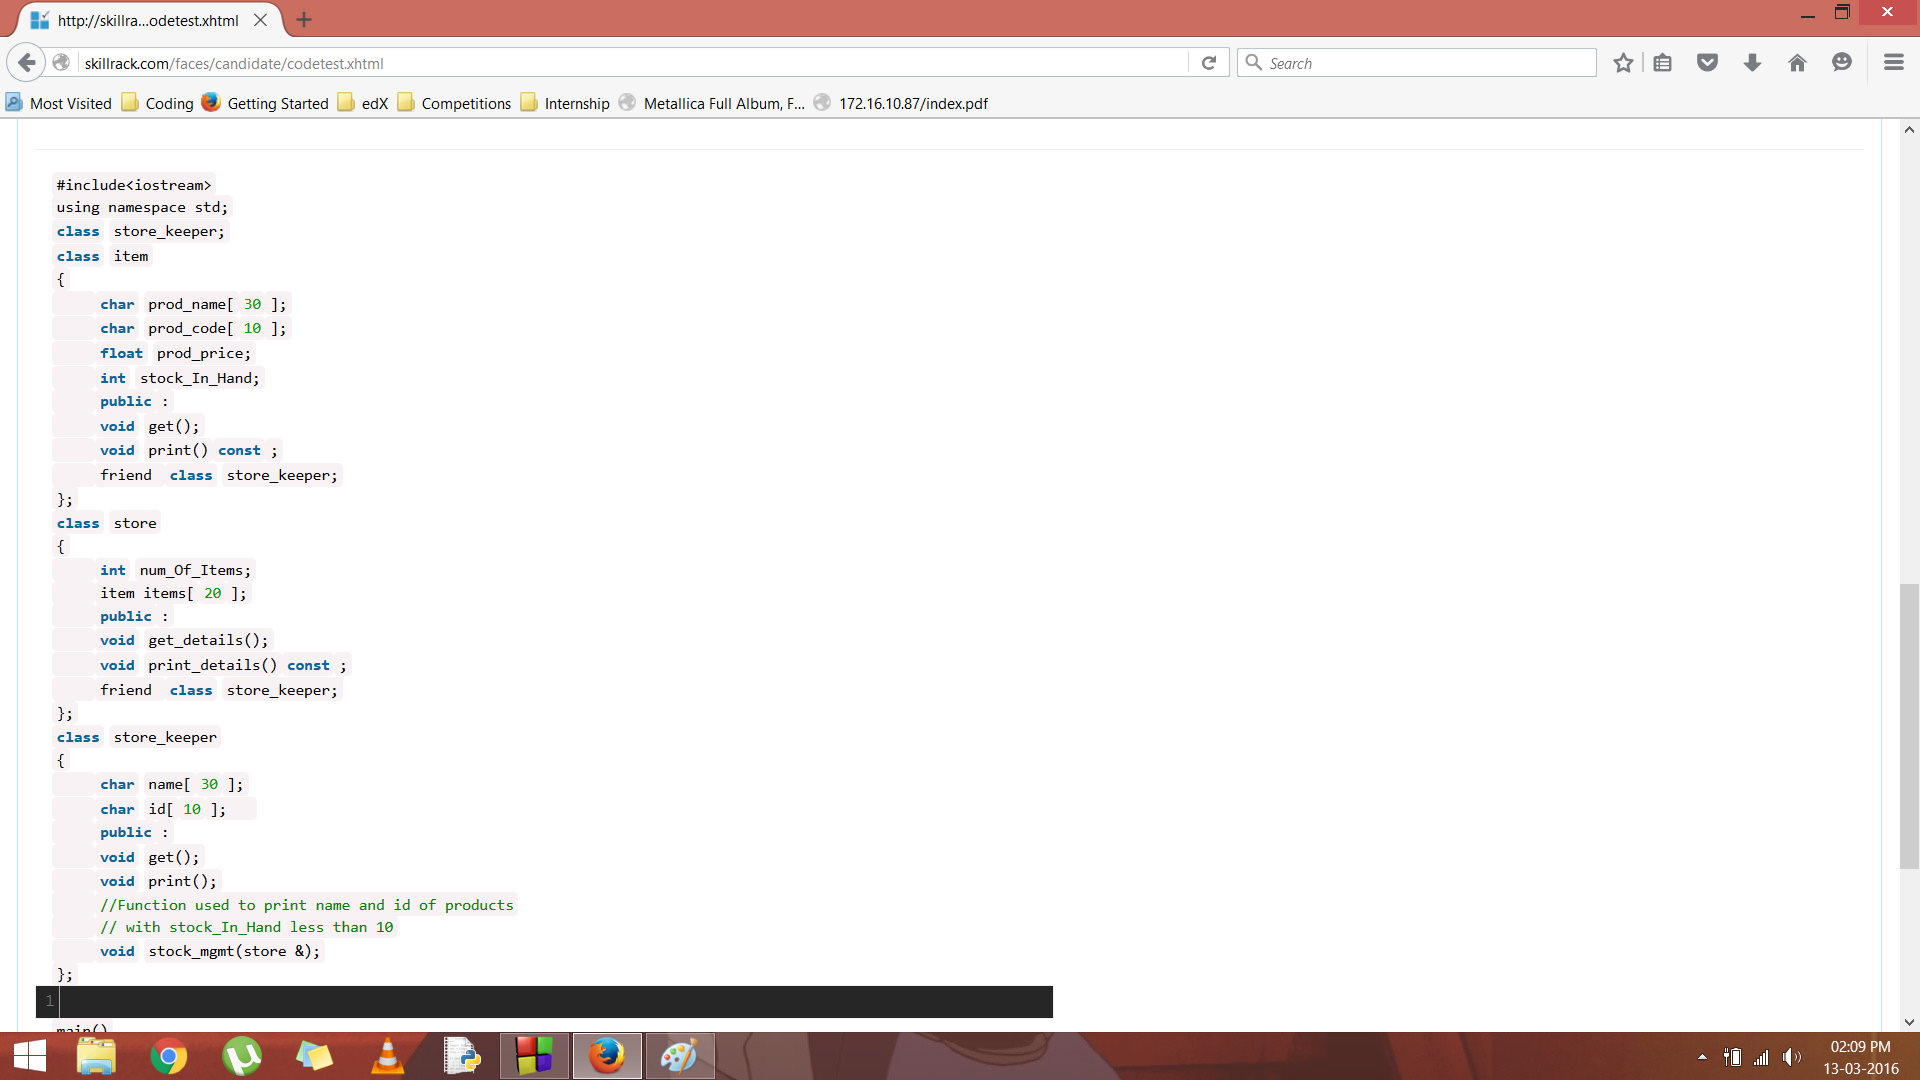 http://skillra...odetest.xhtml
skillrack.com/faces/candidate/codetest.xhtml
Search
Most Visited Coding Getting Started edX Competitions Internship Metallica Full Album, F... 172.16.10.87/index.pdf
#include<iostream>
using namespace std;
class store_keeper;
class item
{
char prod_name[ 30 ];
char prod_code[ 10 ];
float prod_price;
int stock_In_Hand;
public :
void get();
void print() const ;
friend class store_keeper;
};
class store
{
int num_Of_Items;
item items[ 20 ];
public :
void get_details();
void print_details() const ;
friend class store_keeper;
};
class store_keeper
{
char name[ 30 ];
char id[ 10 ];
public :
void get();
void print();
//Function used to print name and id of products
// with stock_In_Hand less than 10
void stock_mgmt(store &);
};
1
main()
02:09 PM
13-03-2016